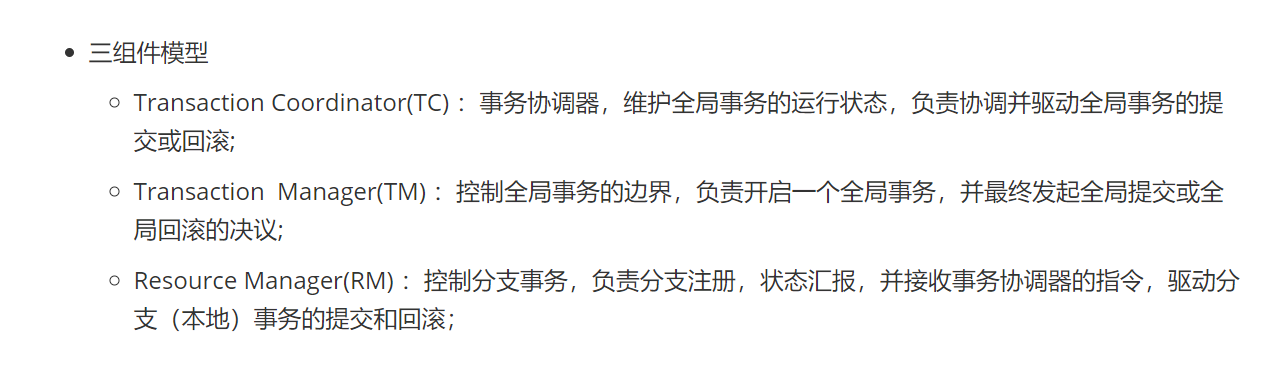 三组件模型
Transaction Coordinator(TC) ：事务协调器，维护全局事务的运行状态，负责协调并驱动全局事务的提
交或回滚;
Transaction  Manager(TM) ：控制全局事务的边界，负责开启一个全局事务，并最终发起全局提交或全
局回滚的决议;
Resource Manager(RM) ：控制分支事务，负责分支注册，状态汇报，并接收事务协调器的指令，驱动分
支（本地）事务的提交和回滚；